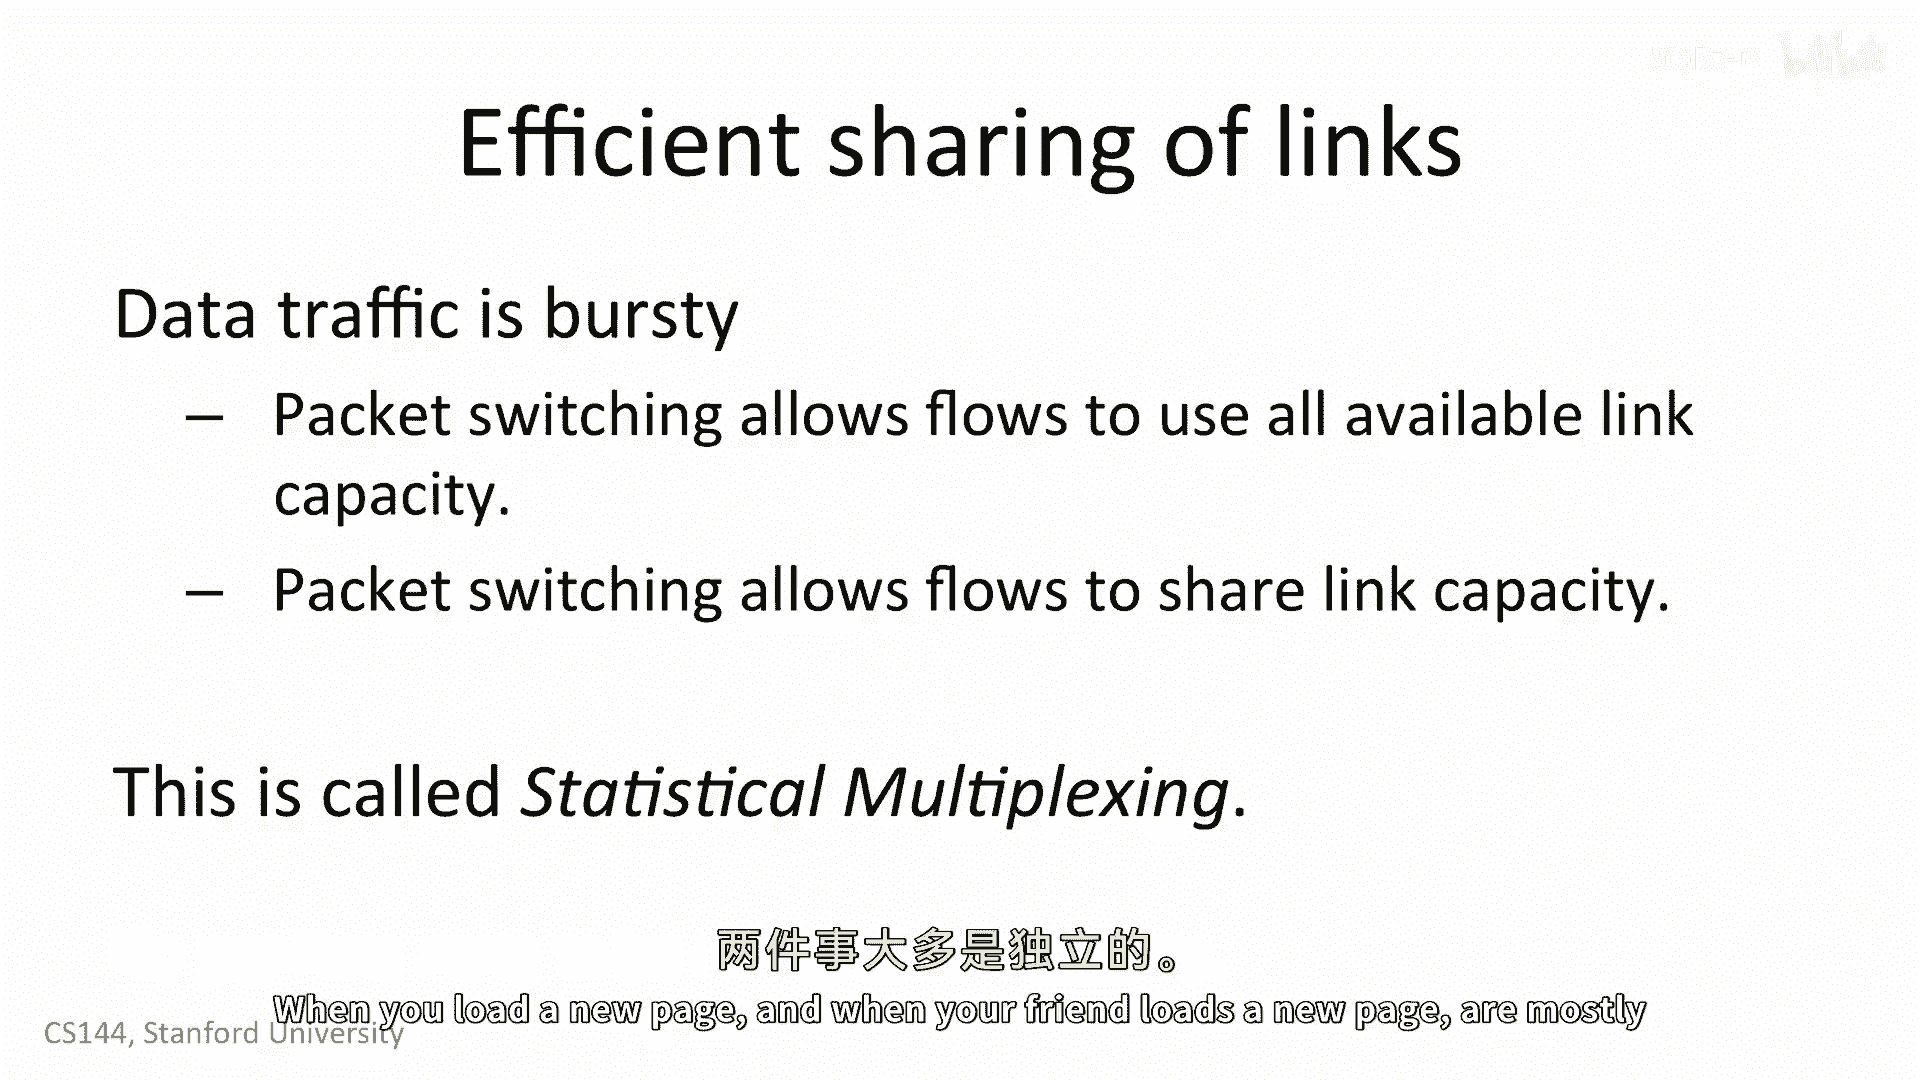 Efficient sharing of links
Data traffic is bursty
– Packet switching allows flows to use all available link
capacity.
– Packet switching allows flows to share link capacity.
This is called Statistical Multiplexing.
两件事大多是独立的。
When you load a new page, and when your friend loads a new page, are mostly
CS144, Stanford University